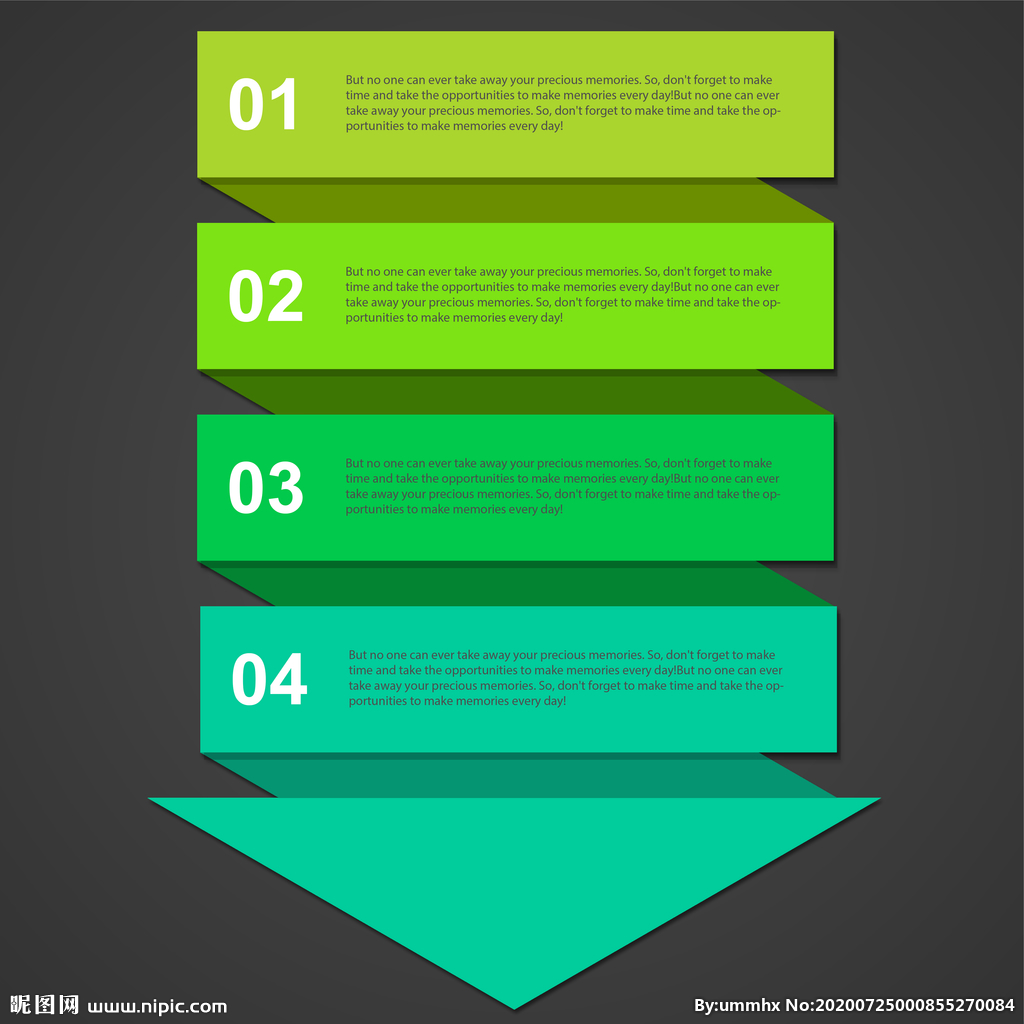 01
But no one can ever take away your precious memories. So, don't forget to make
time and take the opportunities to make memories every day!But no one can ever
take away your precious memories. So, don't forget to make time and take the op-
portunities to make memories every day!
02
But no one can ever take away your precious memories. So, don't forget to make
time and take the opportunities to make memories every day!But no one can ever
take away your precious memories. So, don't forget to make time and take the op-
portunities to make memories every day!
03
But no one can ever take away your precious memories. So, don't forget to make
time and take the opportunities to make memories every day!But no one can ever
take away your precious memories. So, don't forget to make time and take the op-
portunities to make memories every day!
04
But no one can ever take away your precious memories. So, don't forget to make
time and take the opportunities to make memories every day!But no one can ever
take away your precious memories. So, don't forget to make time and take the op-
portunities to make memories every day!
昵图网 www.nipic.com
By:ummhx No:20200725000855270084